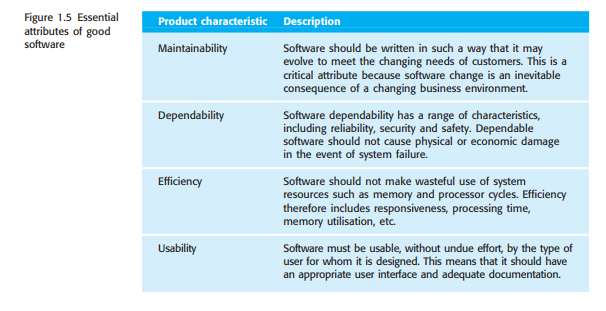 Figure 1.5 Essential
attributes of good
software
Product characteristic Description
Maintainability Software should be written in such a way that it may
evolve to meet the changing needs of customers. This is a
critical attribute because software change is an inevitable
consequence of a changing business environment.
Dependability Software dependability has a range of characteristics,
including reliability, security and safety. Dependable
software should not cause physical or economic damage
in the event of system failure.
Efficiency Software should not make wasteful use of system
resources such as memory and processor cycles. Efficiency
therefore includes responsiveness, processing time,
memory utilisation, etc.
Usability Software must be usable, without undue effort, by the type of
user for whom it is designed. This means that it should have
an appropriate user interface and adequate documentation.